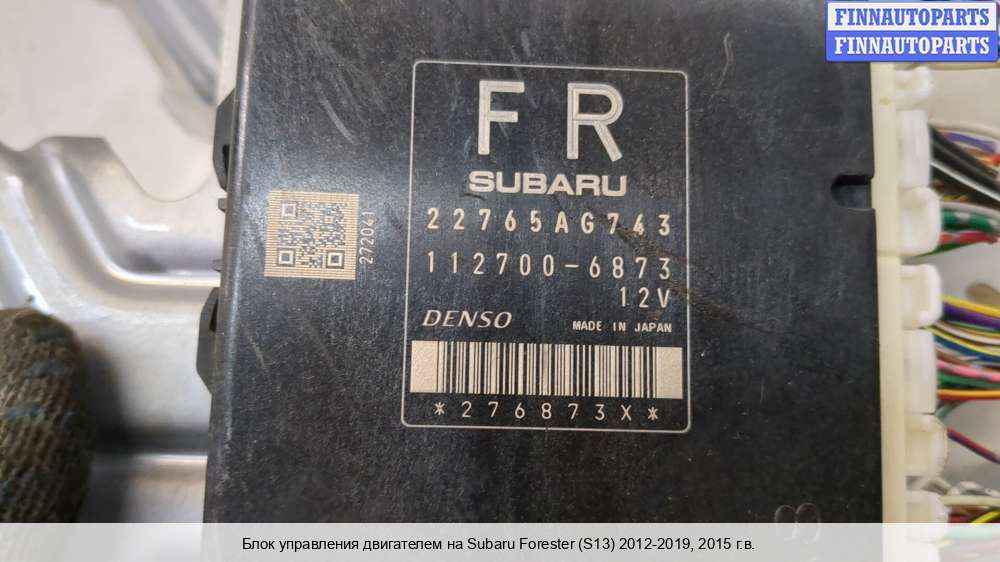 FINNAUTOPARTS
FINNAUTOPARTS
F R
SUBARU
22765AG743
112700-6873
12V
DENSO
MADE IN JAPAN
*276873X*
272041
Блок управления двигателем на Subaru Forester (S13) 2012-2019, 2015 г.в.